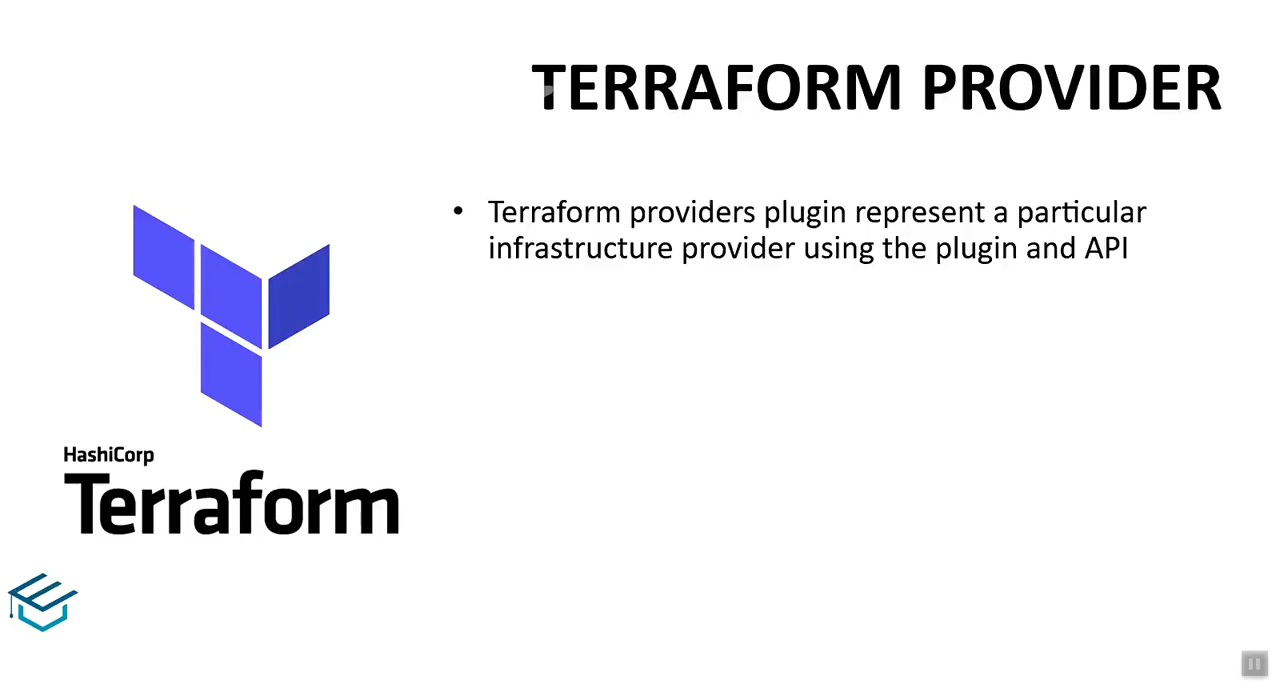 TERRAFORM PROVIDER
• Terraform providers plugin represent a particular
infrastructure provider using the plugin and API
HashiCorp
Terraform